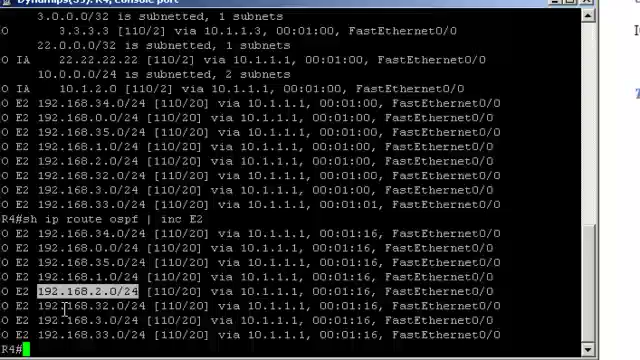 Dynamips(33): R4, Console port
3.0.0.0/32 is subnetted, 1 subnets
O 3.3.3.3 [110/2] via 10.1.1.3, 00:01:00, FastEthernet0/0
22.0.0.0/32 is subnetted, 1 subnets
O IA 22.22.22.22 [110/2] via 10.1.1.1, 00:01:00, FastEthernet0/0
10.0.0.0/24 is subnetted, 2 subnets
O IA 10.1.2.0 [110/2] via 10.1.1.1, 00:01:00, FastEthernet0/0
O E2 192.168.34.0/24 [110/20] via 10.1.1.1, 00:01:00, FastEthernet0/0
O E2 192.168.0.0/24 [110/20] via 10.1.1.1, 00:01:00, FastEthernet0/0
O E2 192.168.35.0/24 [110/20] via 10.1.1.1, 00:01:00, FastEthernet0/0
O E2 192.168.1.0/24 [110/20] via 10.1.1.1, 00:01:00, FastEthernet0/0
O E2 192.168.2.0/24 [110/20] via 10.1.1.1, 00:01:00, FastEthernet0/0
O E2 192.168.32.0/24 [110/20] via 10.1.1.1, 00:01:00, FastEthernet0/0
O E2 192.168.3.0/24 [110/20] via 10.1.1.1, 00:01:00, FastEthernet0/0
O E2 192.168.33.0/24 [110/20] via 10.1.1.1, 00:01:01, FastEthernet0/0
R4#sh ip route ospf | inc E2
O E2 192.168.34.0/24 [110/20] via 10.1.1.1, 00:01:16, FastEthernet0/0
O E2 192.168.0.0/24 [110/20] via 10.1.1.1, 00:01:16, FastEthernet0/0
O E2 192.168.35.0/24 [110/20] via 10.1.1.1, 00:01:16, FastEthernet0/0
O E2 192.168.1.0/24 [110/20] via 10.1.1.1, 00:01:16, FastEthernet0/0
O E2 192.168.2.0/24 [110/20] via 10.1.1.1, 00:01:16, FastEthernet0/0
O E2 192.168.32.0/24 [110/20] via 10.1.1.1, 00:01:16, FastEthernet0/0
O E2 192.168.3.0/24 [110/20] via 10.1.1.1, 00:01:16, FastEthernet0/0
O E2 192.168.33.0/24 [110/20] via 10.1.1.1, 00:01:16, FastEthernet0/0
R4#